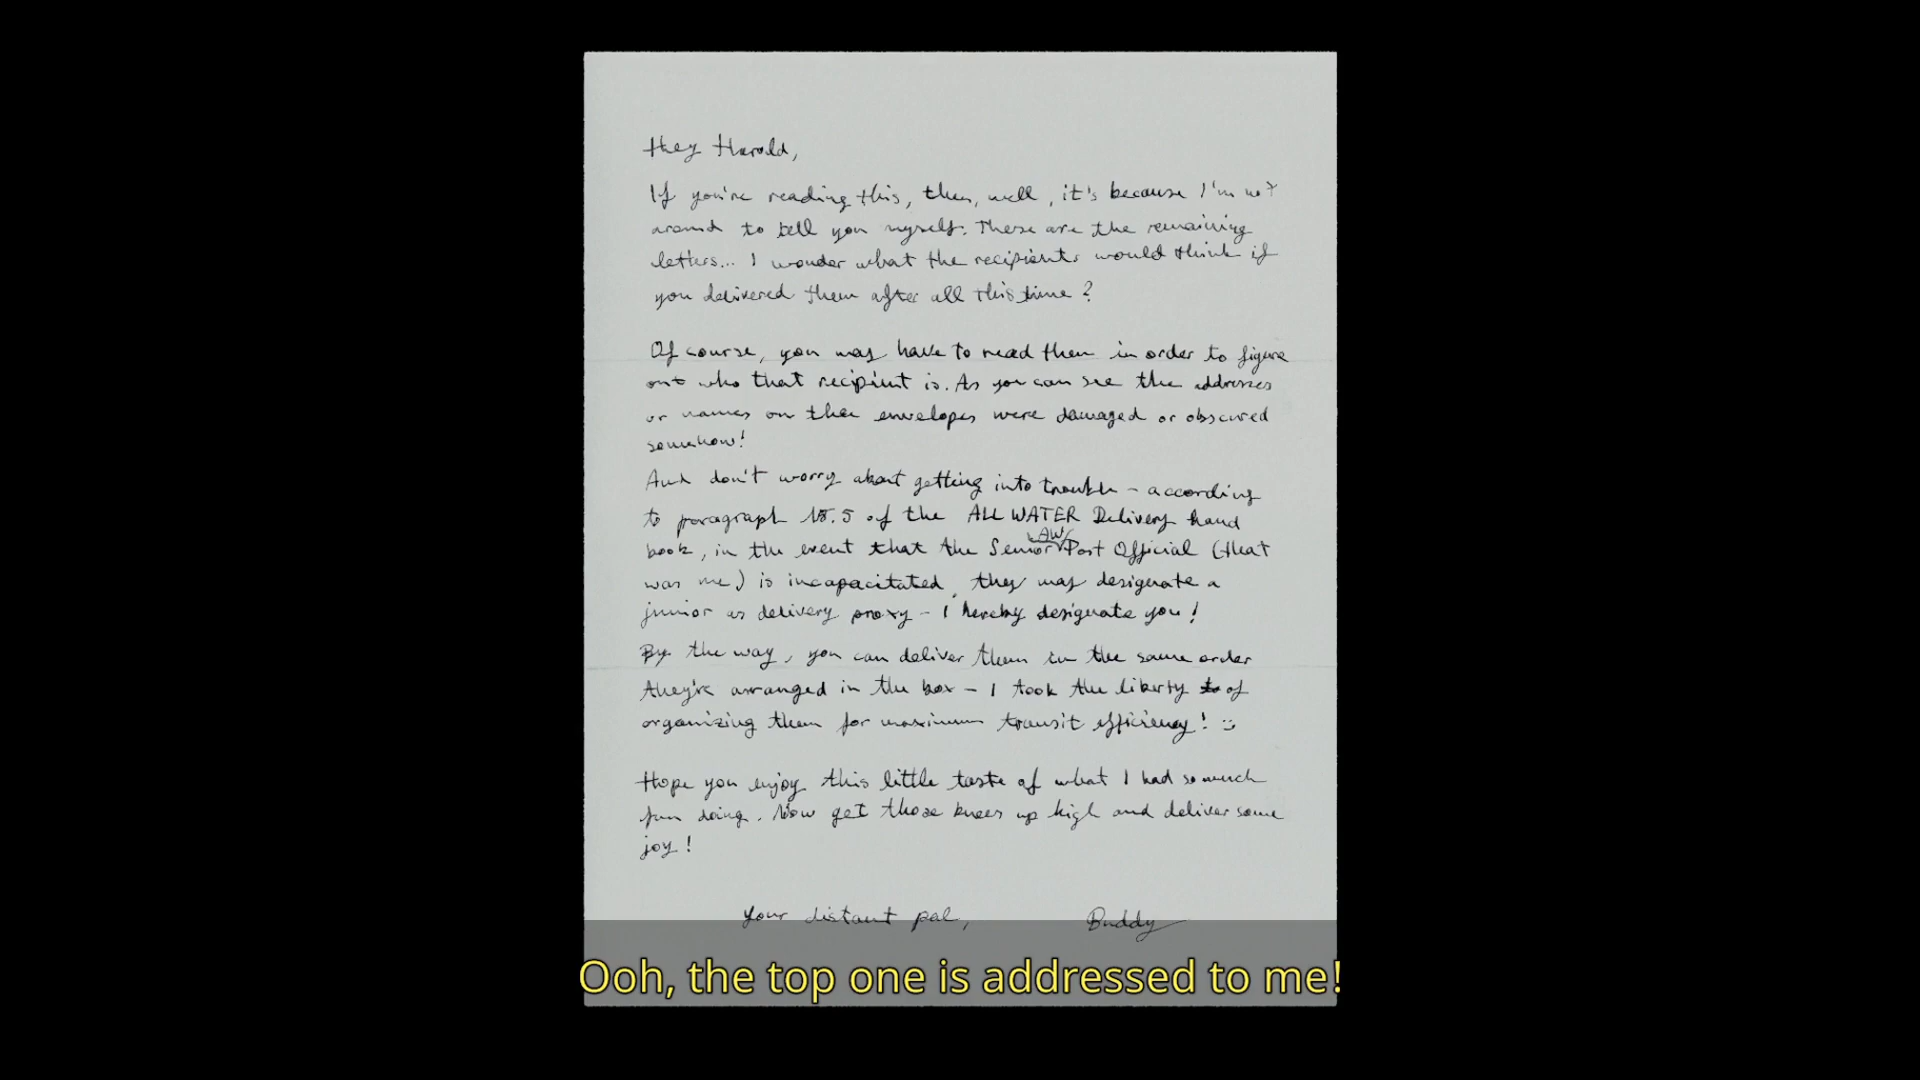 Hey Harold,
If you're reading this, then, well, it's because I'm not
around to tell you myself. These are the remaining
letters... I wonder what the recipients would think if
you delivered them after all this time?
Of course, you may have to read them in order to figure
out who that recipient is. As you can see the addresses
or names on the envelopes were damaged or obscured
somehow!
And don't worry about getting into trouble - according
to paragraph 15.5 of the ALL WATER Delivery hand
book, in the event that the Senior AW Post Official (that
was me) is incapacitated, they may designate a
junior as delivery proxy - I hereby designate you!
By the way, you can deliver them in the same order
they're arranged in the box - I took the liberty of
organizing them for maximum transit efficiency! :)
Hope you enjoy this little taste of what I had so much
fun doing. Now get those knees up high and deliver some
joy!
Your distant pal, Buddy
Ooh, the top one is addressed to me!